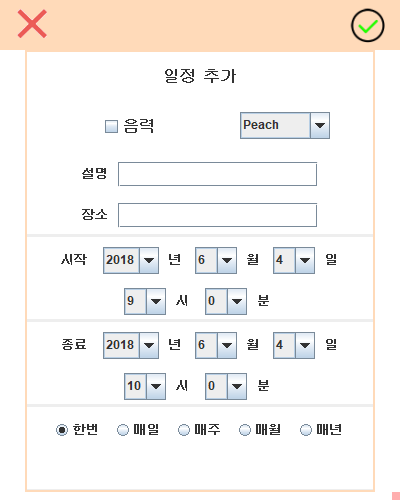 일정 추가
음력 Peach
설명
장소
시작 2018 년 6 월 4 일
9 시 0 분
종료 2018 년 6 월 4 일
10 시 0 분
한번 매일 매주 매월 매년